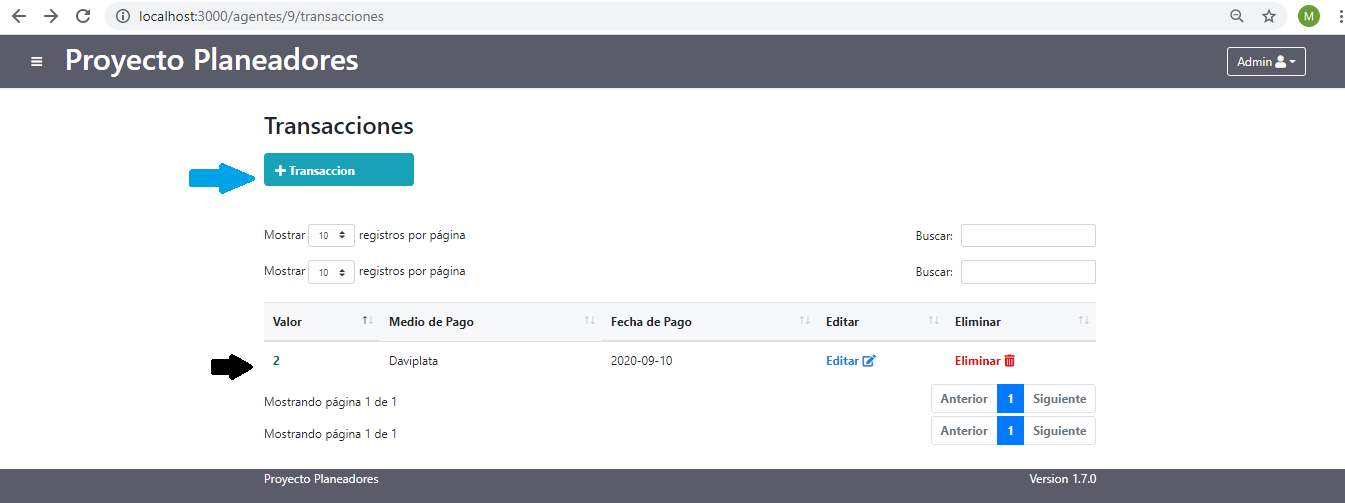 localhost:3000/agentes/9/transacciones
M
Proyecto Planeadores
Admin
Transacciones
Transaccion
Mostrar 10 registros por página Buscar:
Mostrar 10 registros por página Buscar:
Valor Medio de Pago Fecha de Pago Editar Eliminar
2 Daviplata 2020-09-10 Editar Eliminar
Mostrando página 1 de 1 Anterior 1 Siguiente
Mostrando página 1 de 1 Anterior 1 Siguiente
Proyecto Planeadores Version 1.7.0